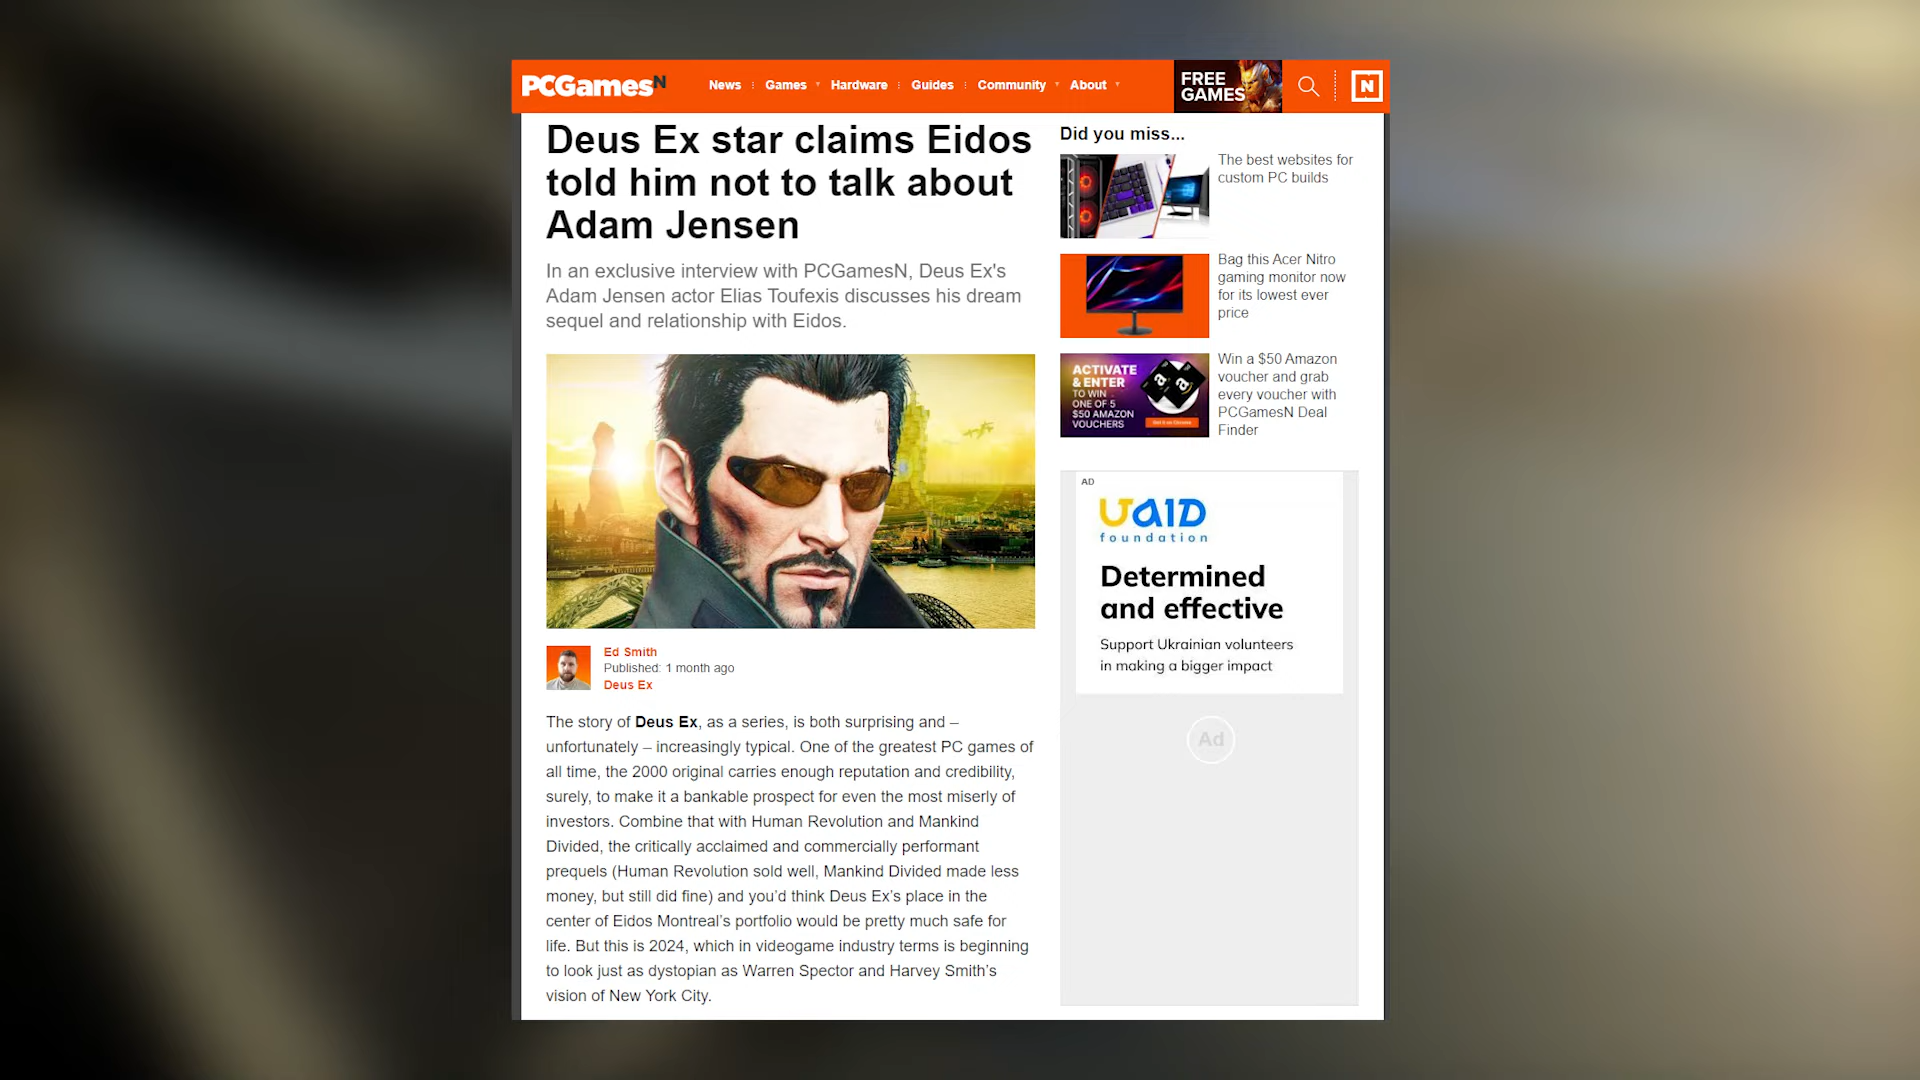 PCGamesN
News
Games
Hardware
Guides
Community
About
FREE
GAMES
N
Deus Ex star claims Eidos
told him not to talk about
Adam Jensen
In an exclusive interview with PCGamesN, Deus Ex's
Adam Jensen actor Elias Toufexis discusses his dream
sequel and relationship with Eidos.
Ed Smith
Published: 1 month ago
Deus Ex
The story of Deus Ex, as a series, is both surprising and –
unfortunately – increasingly typical. One of the greatest PC games of
all time, the 2000 original carries enough reputation and credibility,
surely, to make it a bankable prospect for even the most miserly of
investors. Combine that with Human Revolution and Mankind
Divided, the critically acclaimed and commercially performant
prequels (Human Revolution sold well, Mankind Divided made less
money, but still did fine) and you’d think Deus Ex’s place in the
center of Eidos Montreal’s portfolio would be pretty much safe for
life. But this is 2024, which in videogame industry terms is beginning
to look just as dystopian as Warren Spector and Harvey Smith’s
vision of New York City.
Did you miss...
The best websites for
custom PC builds
Bag this Acer Nitro
gaming monitor now
for its lowest ever
price
ACTIVATE
& ENTER
TO WIN
ONE OF 5
$50 AMAZON
VOUCHERS
Win a $50 Amazon
voucher and grab
every voucher with
PCGamesN Deal
Finder
AD
UAID
foundation
Determined
and effective
Support Ukrainian volunteers
in making a bigger impact
Ad